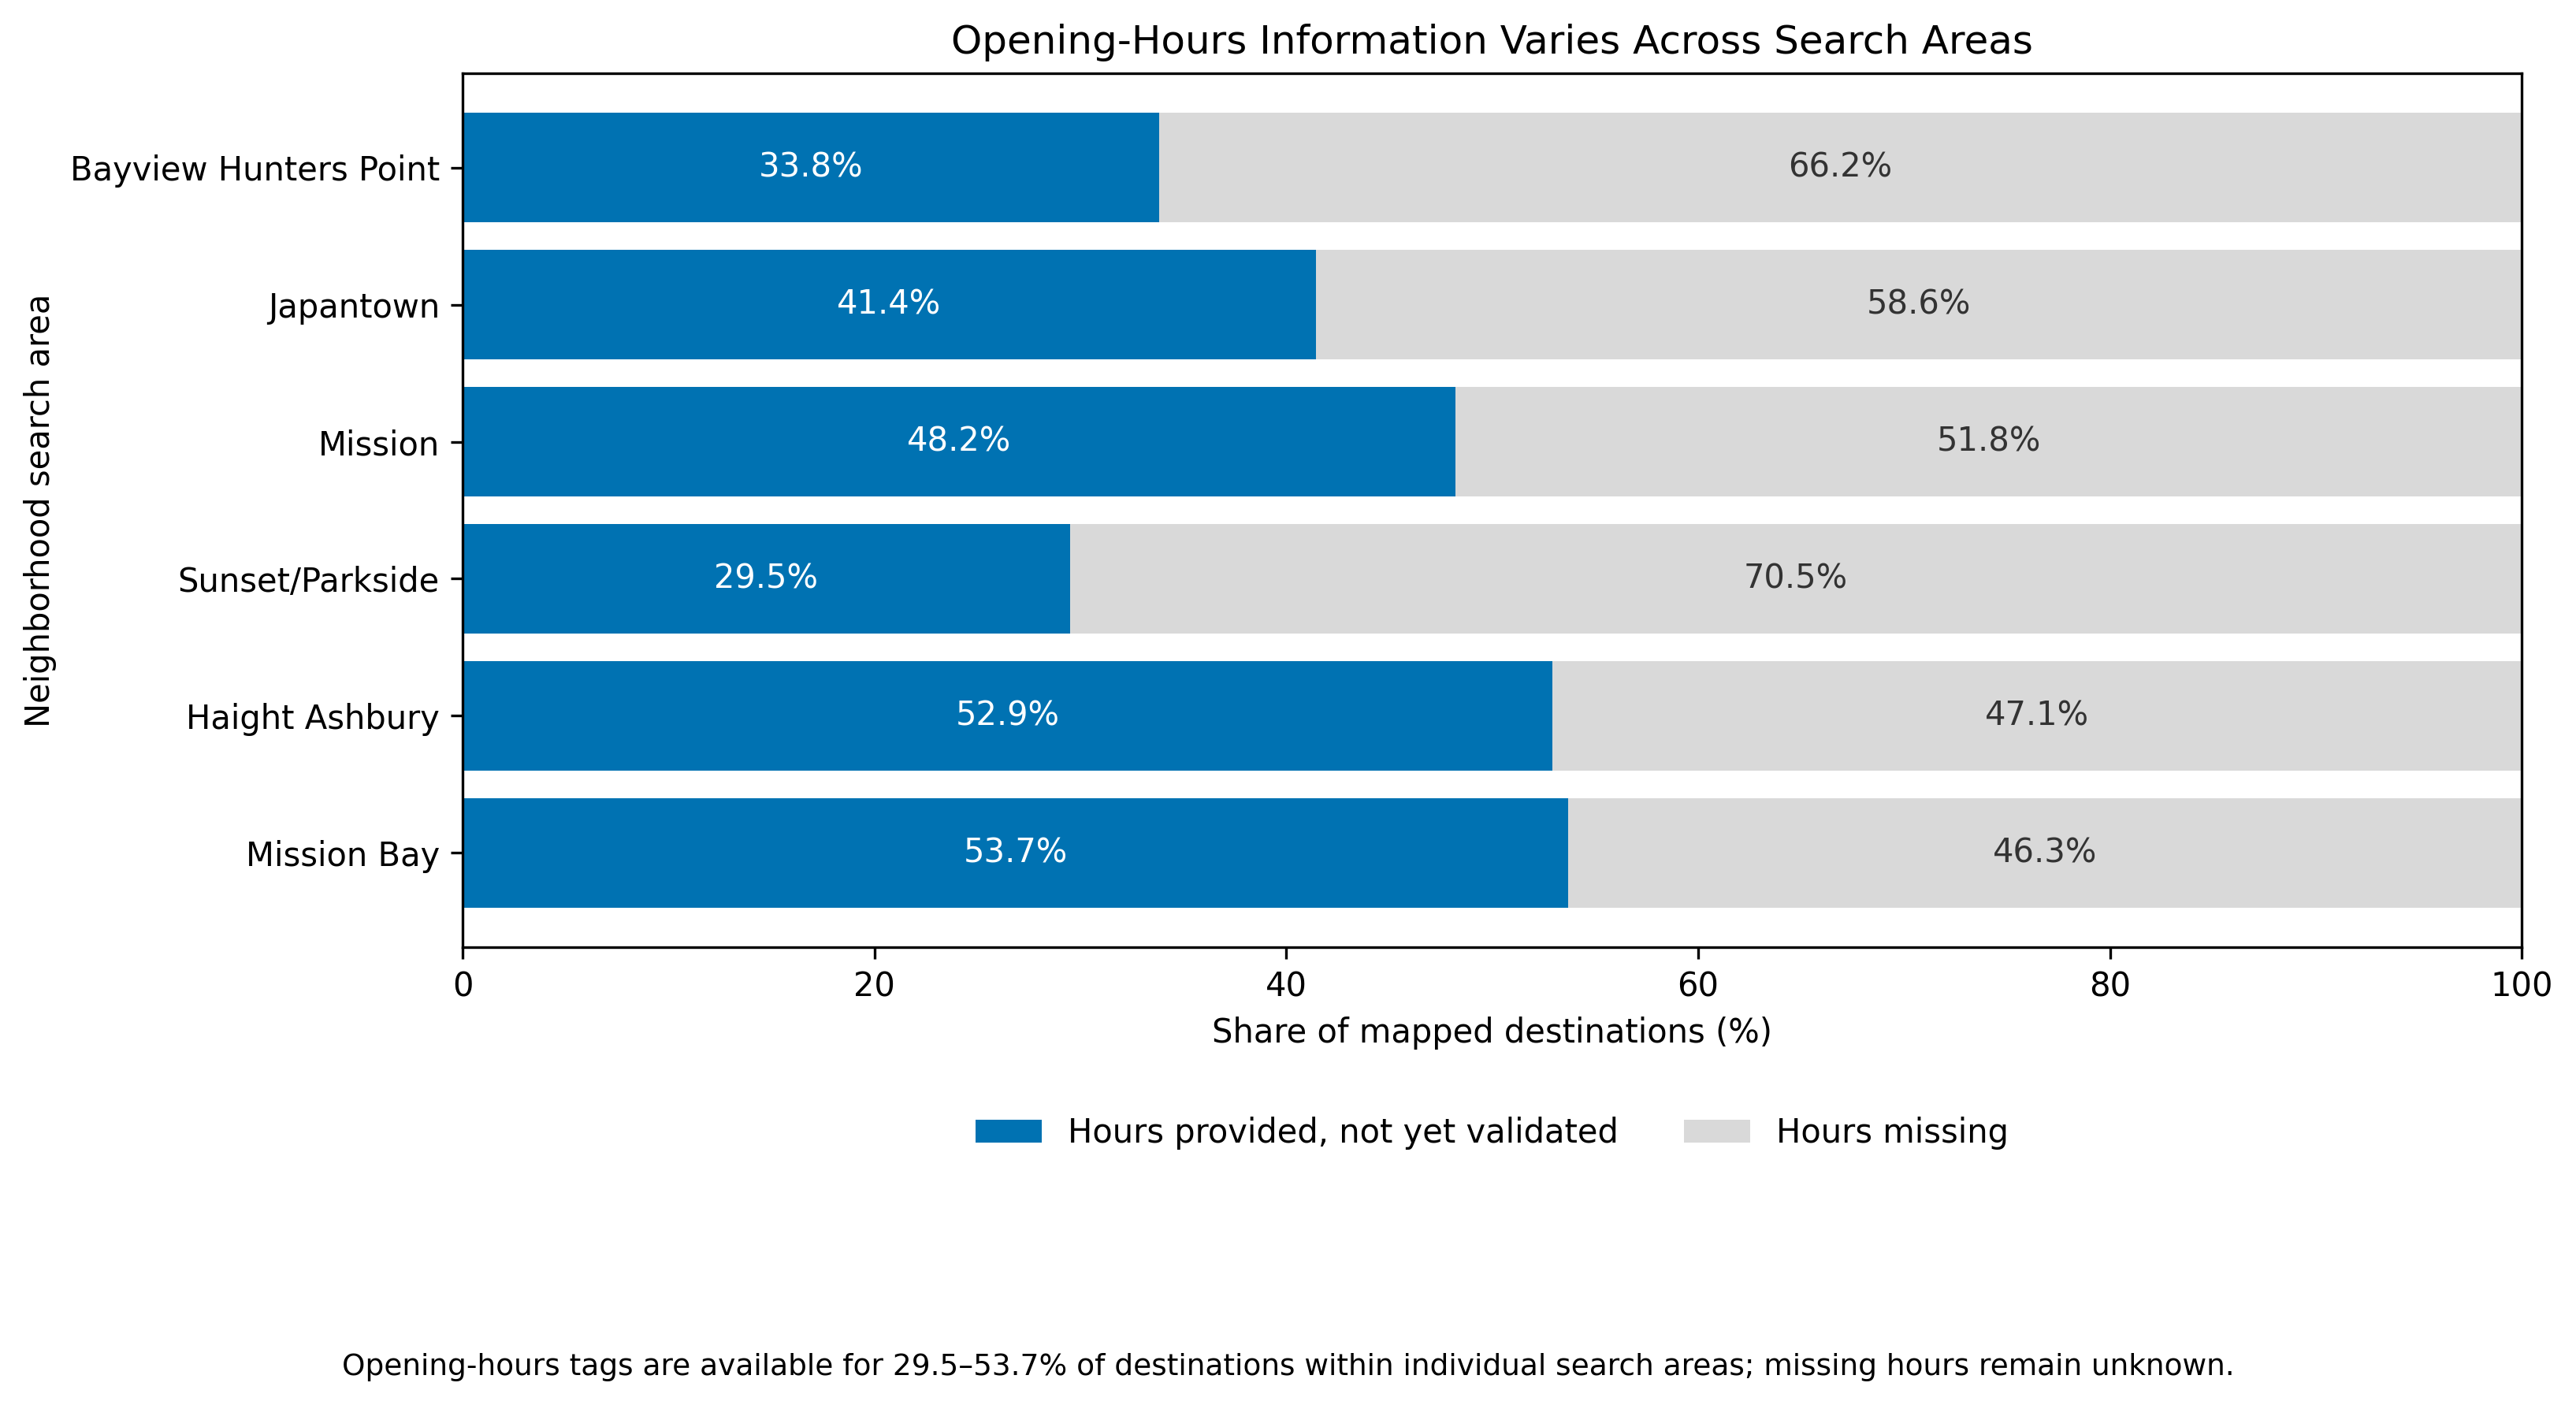 Opening-Hours Information Varies Across Search Areas
Neighborhood search area
Bayview Hunters Point 33.8% 66.2%
Japantown 41.4% 58.6%
Mission 48.2% 51.8%
Sunset/Parkside 29.5% 70.5%
Haight Ashbury 52.9% 47.1%
Mission Bay 53.7% 46.3%
0 20 40 60 80 100
Share of mapped destinations (%)
Hours provided, not yet validated Hours missing
Opening-hours tags are available for 29.5–53.7% of destinations within individual search areas; missing hours remain unknown.